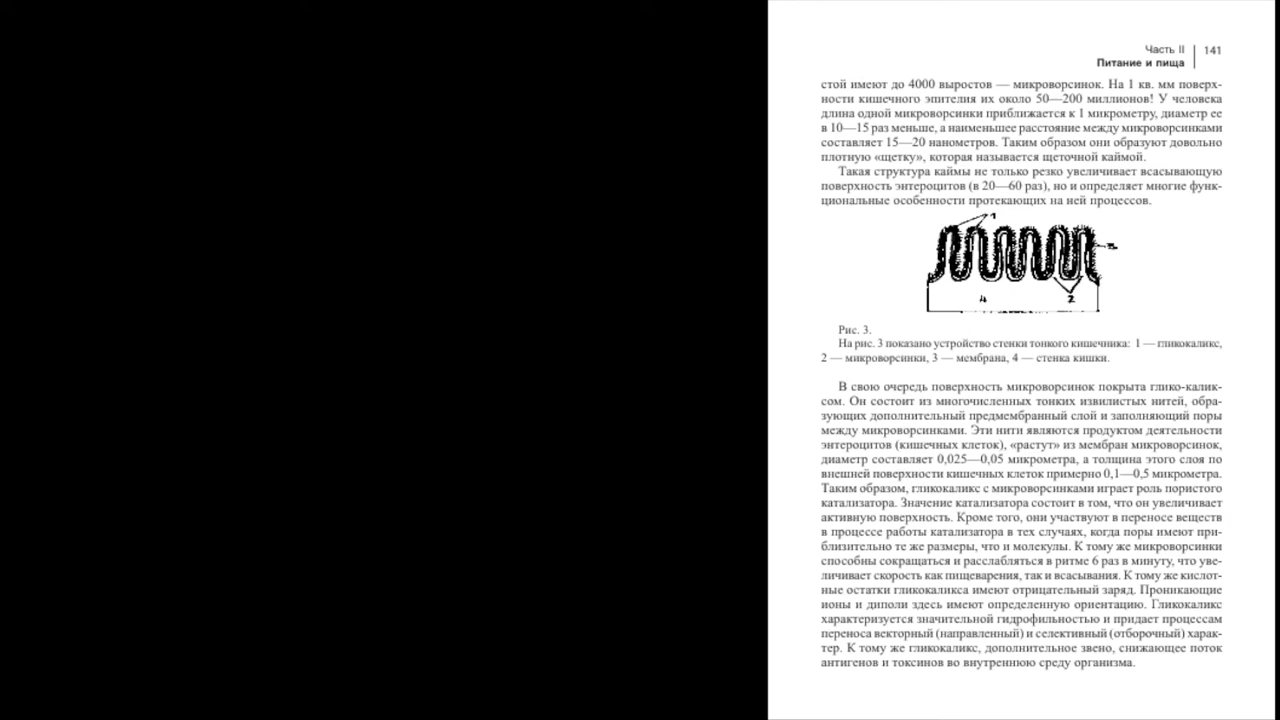 Часть II 141
Питание и пища
стой имеют до 4000 выростов — микроворсинок. На 1 кв. мм поверх-
ности кишечного эпителия их около 50—200 миллионов! У человека
длина одной микроворсинки приближается к 1 микрометру, диаметр ее
в 10—15 раз меньше, а наименьшее расстояние между микроворсинками
составляет 15—20 нанометров. Таким образом они образуют довольно
плотную «щетку», которая называется щеточной каймой.
Такая структура каймы не только резко увеличивает всасывающую
поверхность энтероцитов (в 20—60 раз), но и определяет многие функ-
циональные особенности протекающих на ней процессов.
1
4
2
Рис. 3.
На рис. 3 показано устройство стенки тонкого кишечника: 1 — гликокаликс,
2 — микроворсинки, 3 — мембрана, 4 — стенка кишки.
В свою очередь поверхность микроворсинок покрыта глико-калик-
сом. Он состоит из многочисленных тонких извилистых нитей, обра-
зующих дополнительный предмембранный слой и заполняющий поры
между микроворсинками. Эти нити являются продуктом деятельности
энтероцитов (кишечных клеток), «растут» из мембран микроворсинок,
диаметр составляет 0,025—0,05 микрометра, а толщина этого слоя по
внешней поверхности кишечных клеток примерно 0,1—0,5 микрометра.
Таким образом, гликокаликс с микроворсинками играет роль пористого
катализатора. Значение катализатора состоит в том, что он увеличивает
активную поверхность. Кроме того, они участвуют в переносе веществ
в процессе работы катализатора в тех случаях, когда поры имеют при-
близительно те же размеры, что и молекулы. К тому же микроворсинки
способны сокращаться и расслабляться в ритме 6 раз в минуту, что уве-
личивает скорость как пищеварения, так и всасывания. К тому же кислот-
ные остатки гликокаликса имеют отрицательный заряд. Проникающие
ионы и диполи здесь имеют определенную ориентацию. Гликокаликс
характеризуется значительной гидрофильностью и придает процессам
переноса векторный (направленный) и селективный (отборочный) харак-
тер. К тому же гликокаликс, дополнительное звено, снижающее поток
антигенов и токсинов во внутреннюю среду организма.